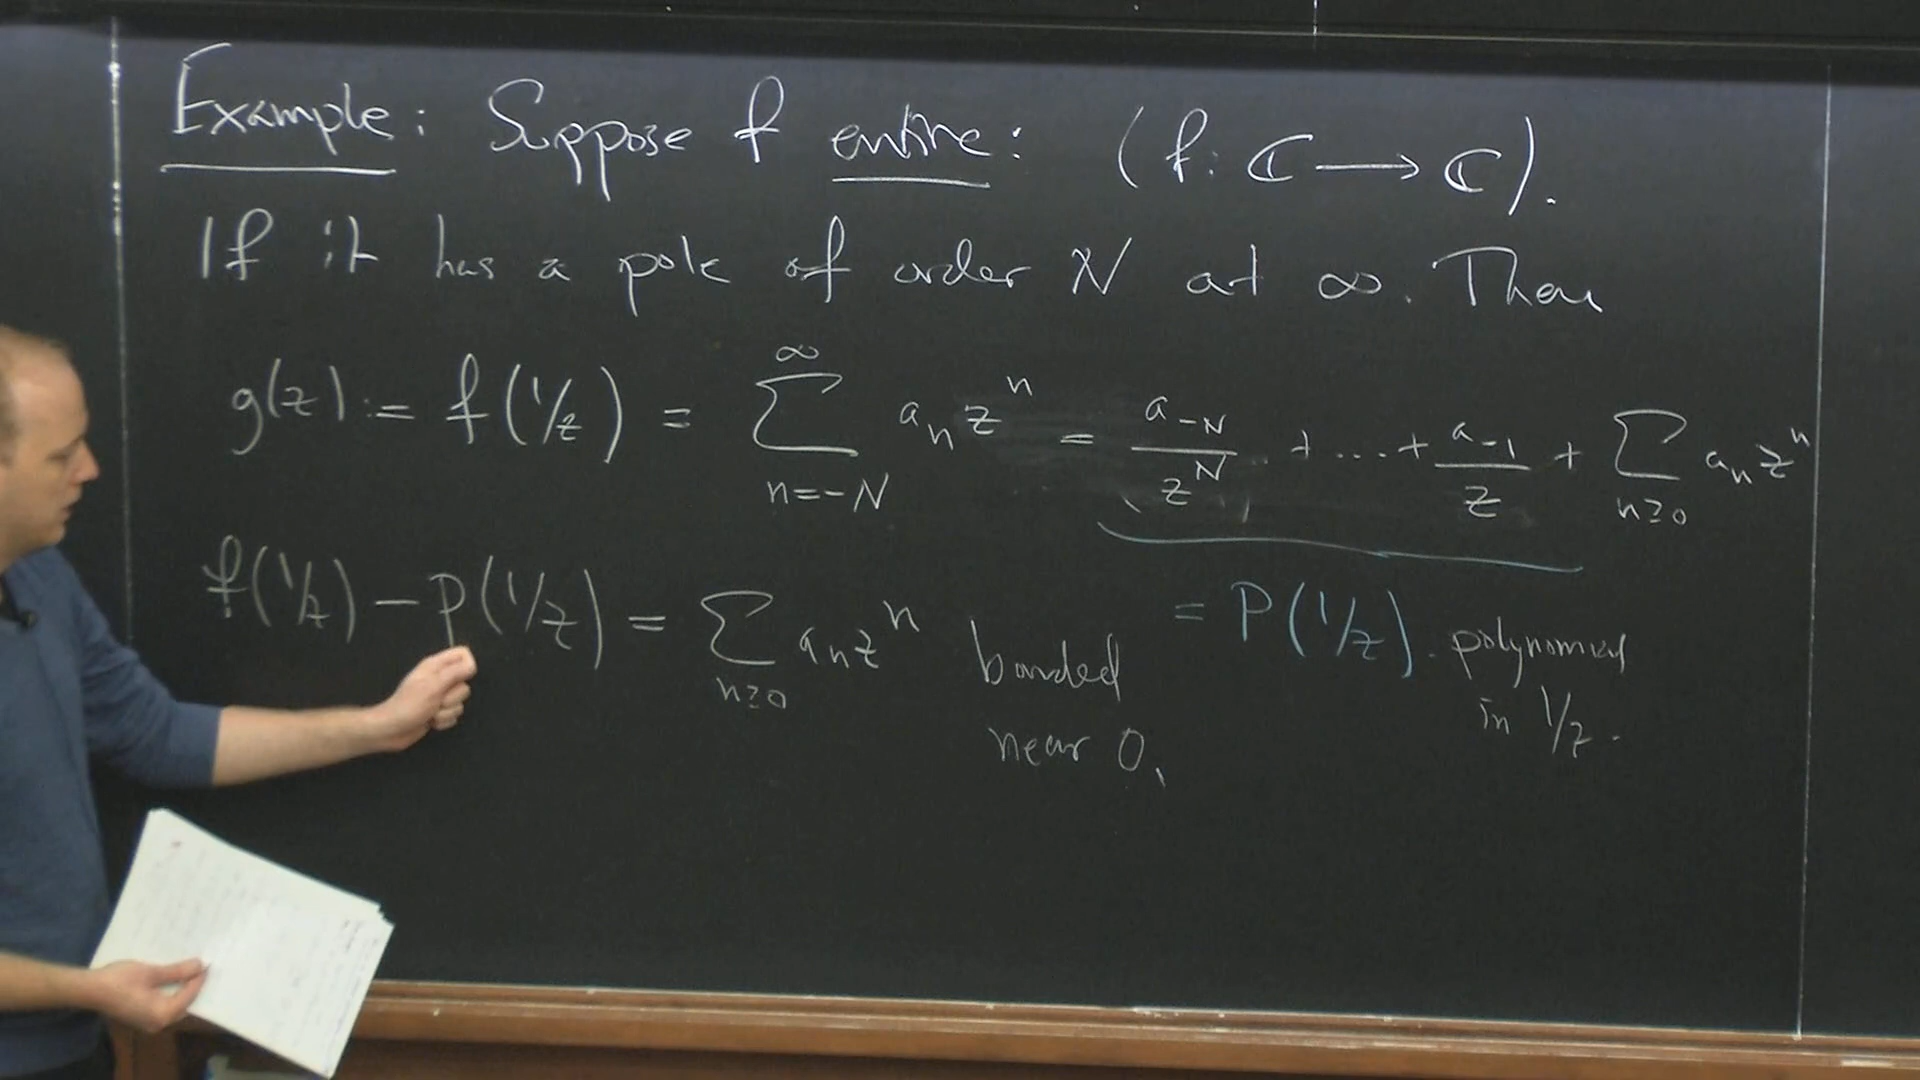 Example: Suppose f entire: (f: ℂ ⟶ ℂ).
If it has a pole of order N at ∞. Then
g(z) := f(1/z) = ∑_{n=-N}^{∞} a_n z^n = a_{-N}/z^N + ... + a_{-1}/z + ∑_{n≥0} a_n z^n
f(1/z) - P(1/z) = ∑_{n≥0} a_n z^n bounded near 0.
= P(1/z). polynomial
in 1/z.